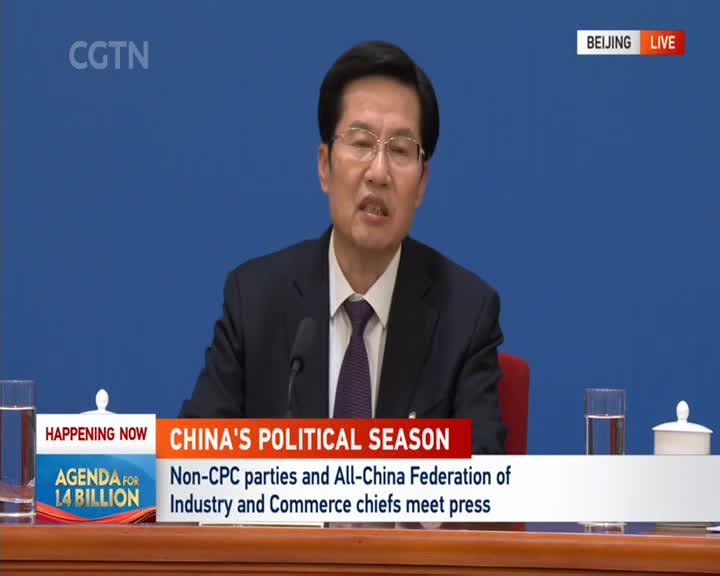 CGTN
BEIJING LIVE
HAPPENING NOW
CHINA'S POLITICAL SEASON
AGENDA FOR
1.4 BILLION
Non-CPC parties and All-China Federation of
Industry and Commerce chiefs meet press